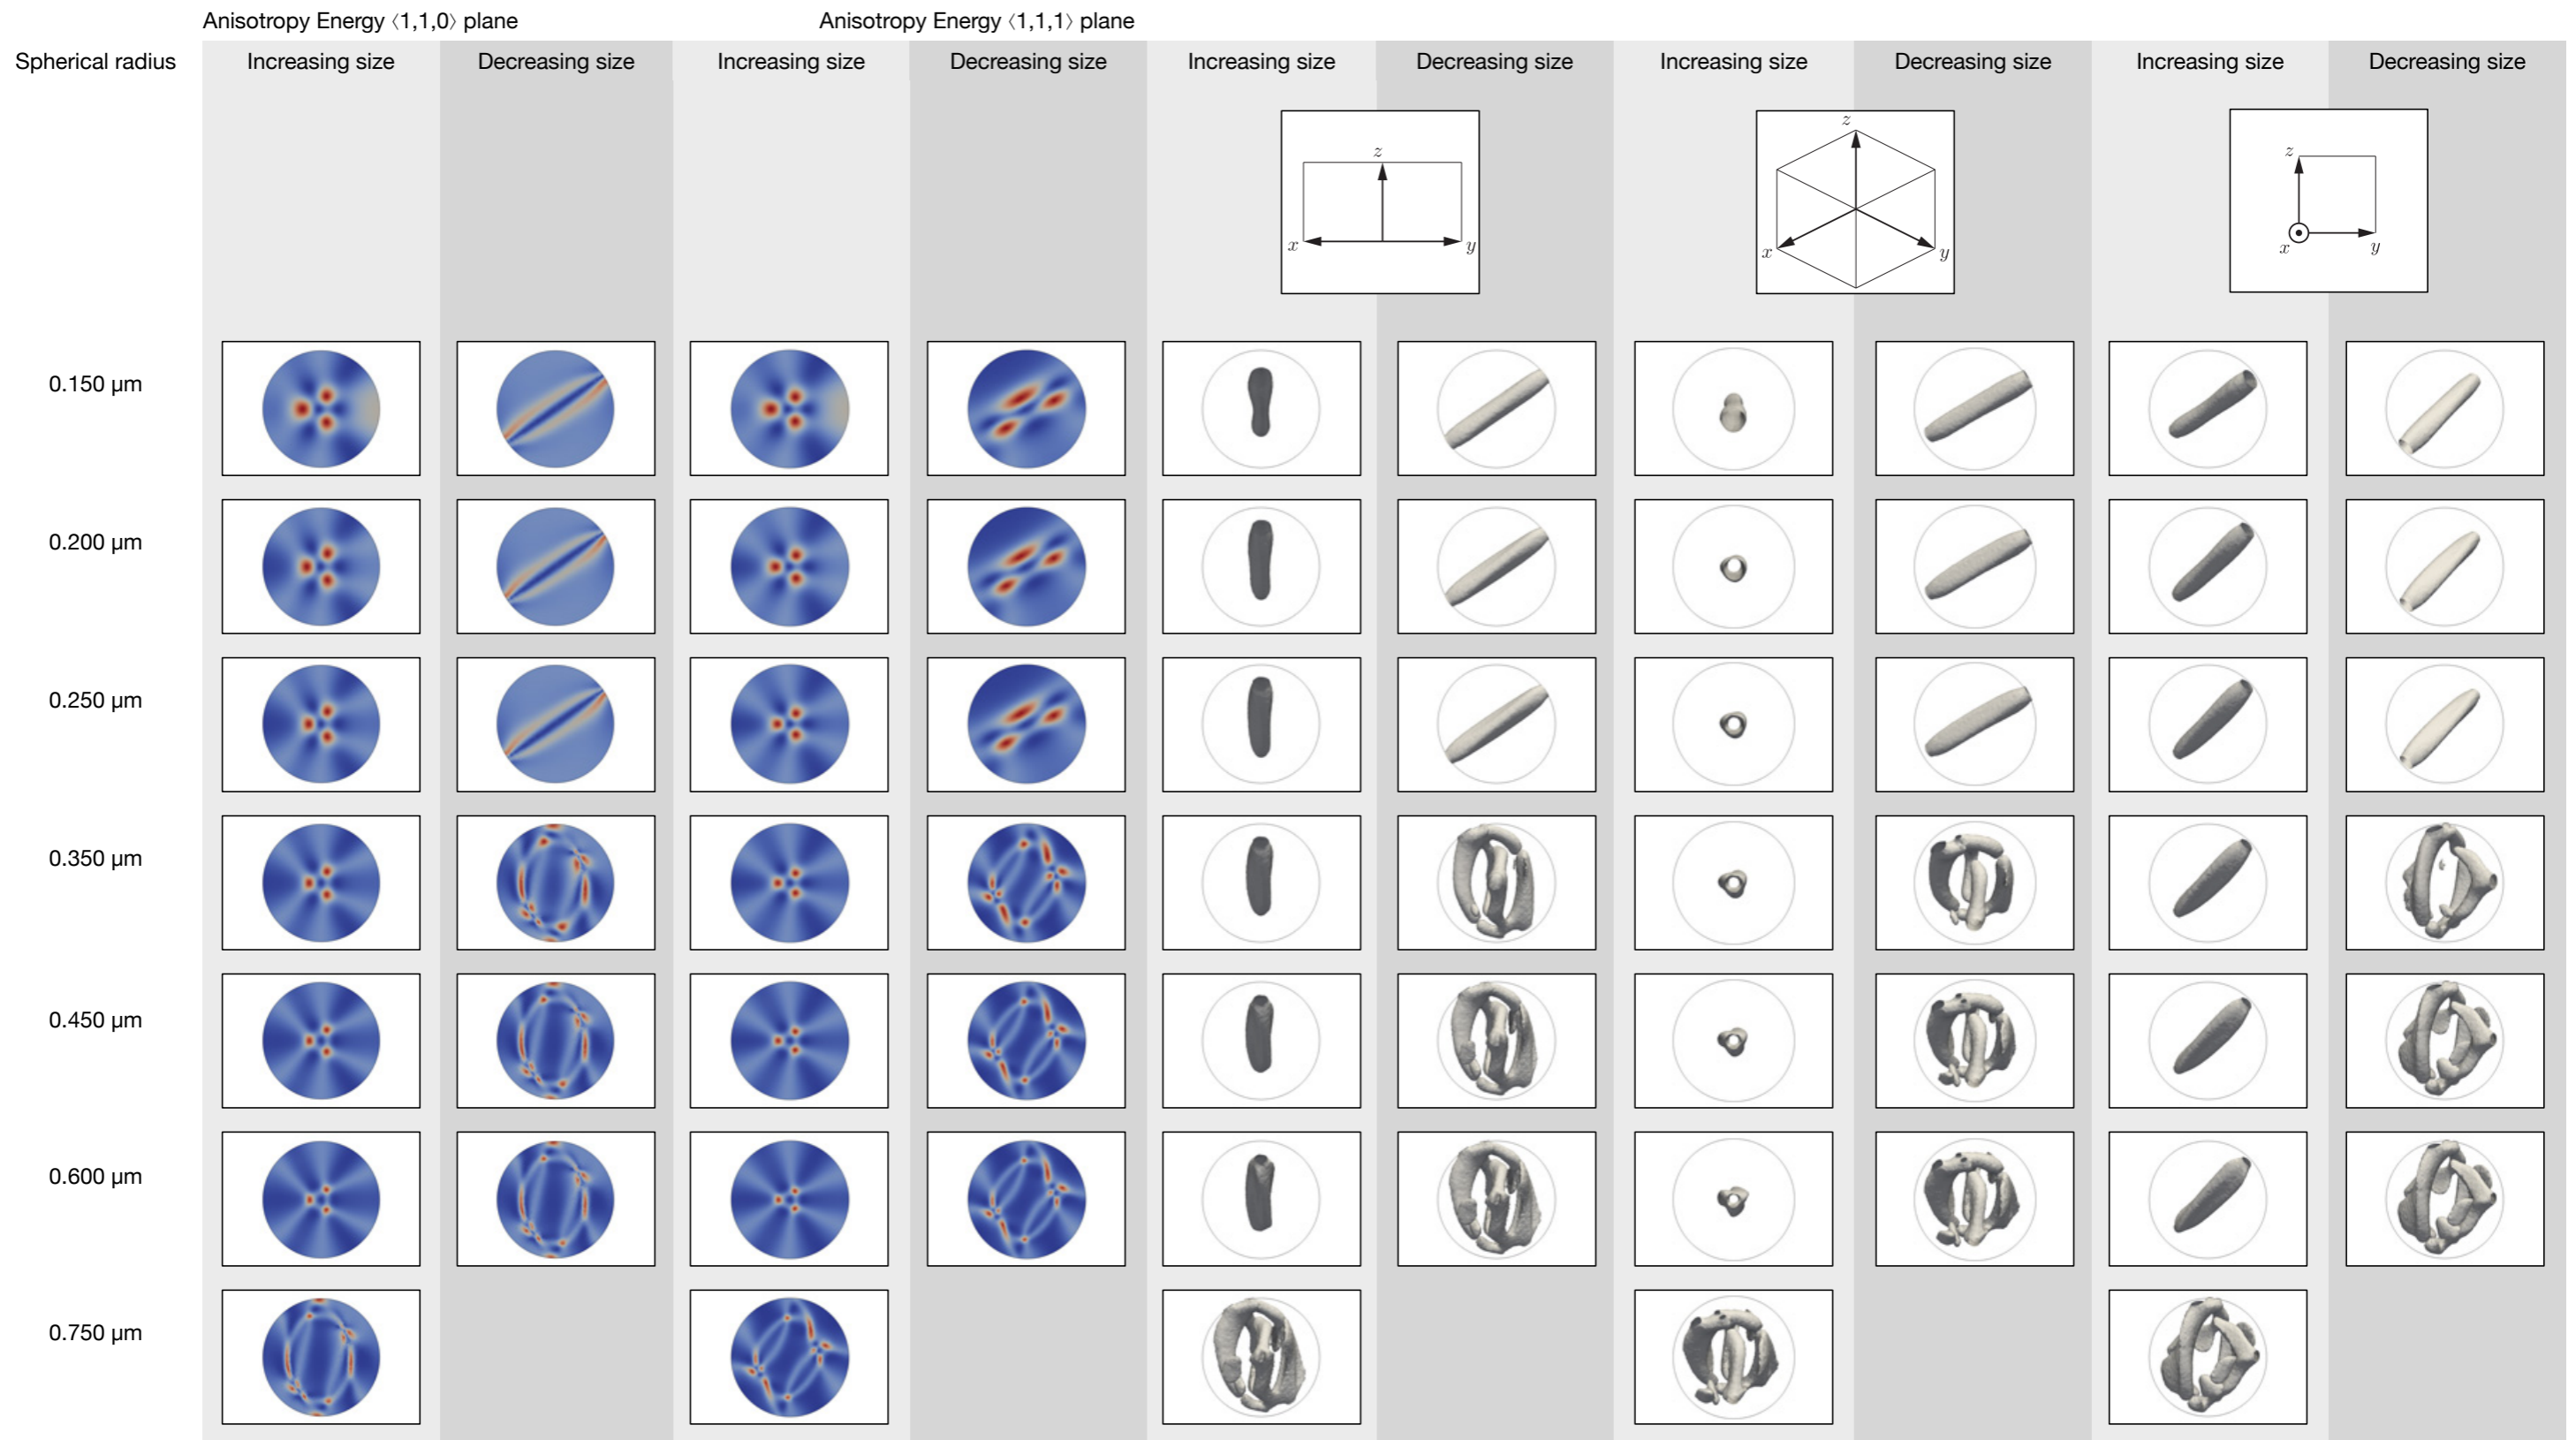 Anisotropy Energy ⟨1,1,0⟩ plane Anisotropy Energy ⟨1,1,1⟩ plane
Spherical radius Increasing size Decreasing size Increasing size Decreasing size Increasing size Decreasing size Increasing size Decreasing size Increasing size Decreasing size
z
z
z
x y
x y
x y
0.150 µm
0.200 µm
0.250 µm
0.350 µm
0.450 µm
0.600 µm
0.750 µm